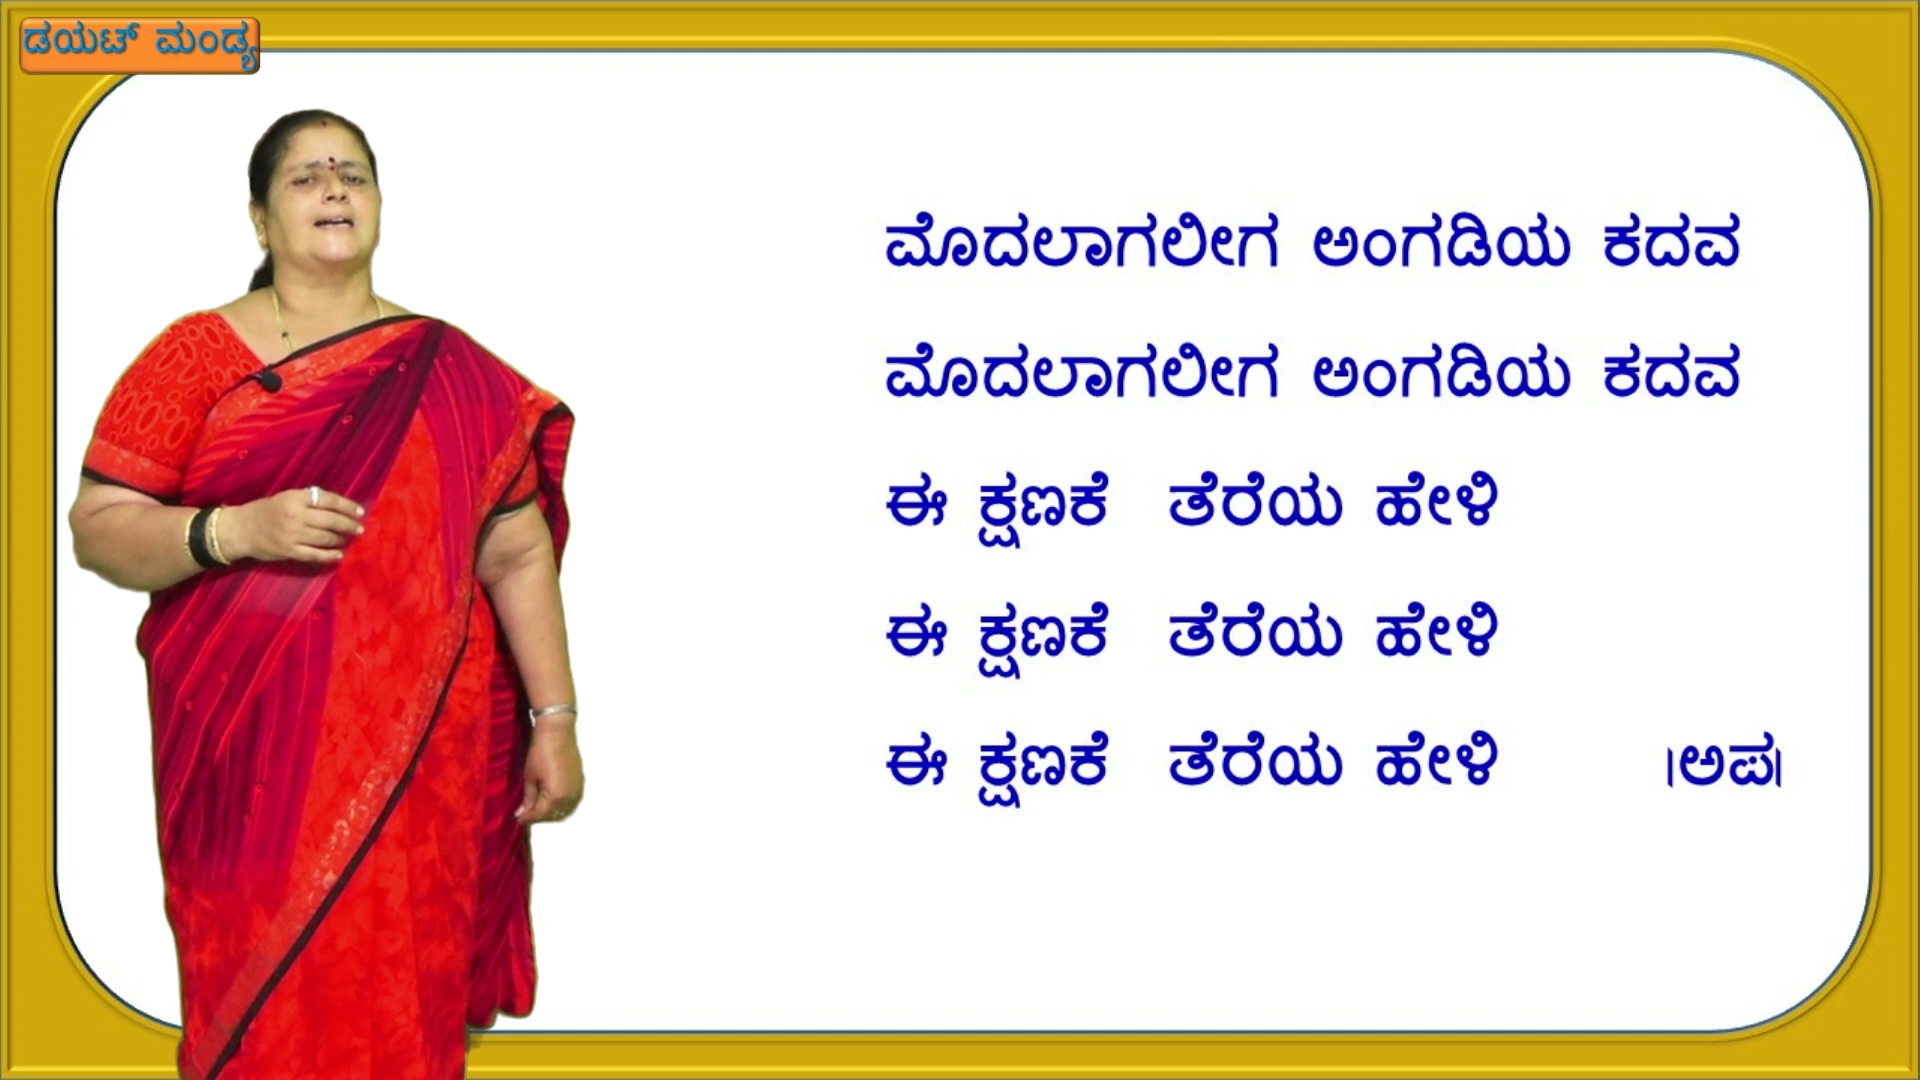 ಡಯಟ್ ಮಂಡ್ಯ
ಮೊದಲಾಗಲೀಗ ಅಂಗಡಿಯ ಕದವ
ಮೊದಲಾಗಲೀಗ ಅಂಗಡಿಯ ಕದವ
ಈ ಕ್ಷಣಕೆ ತೆರೆಯ ಹೇಳಿ
ಈ ಕ್ಷಣಕೆ ತೆರೆಯ ಹೇಳಿ
ಈ ಕ್ಷಣಕೆ ತೆರೆಯ ಹೇಳಿ |ಅಪ|